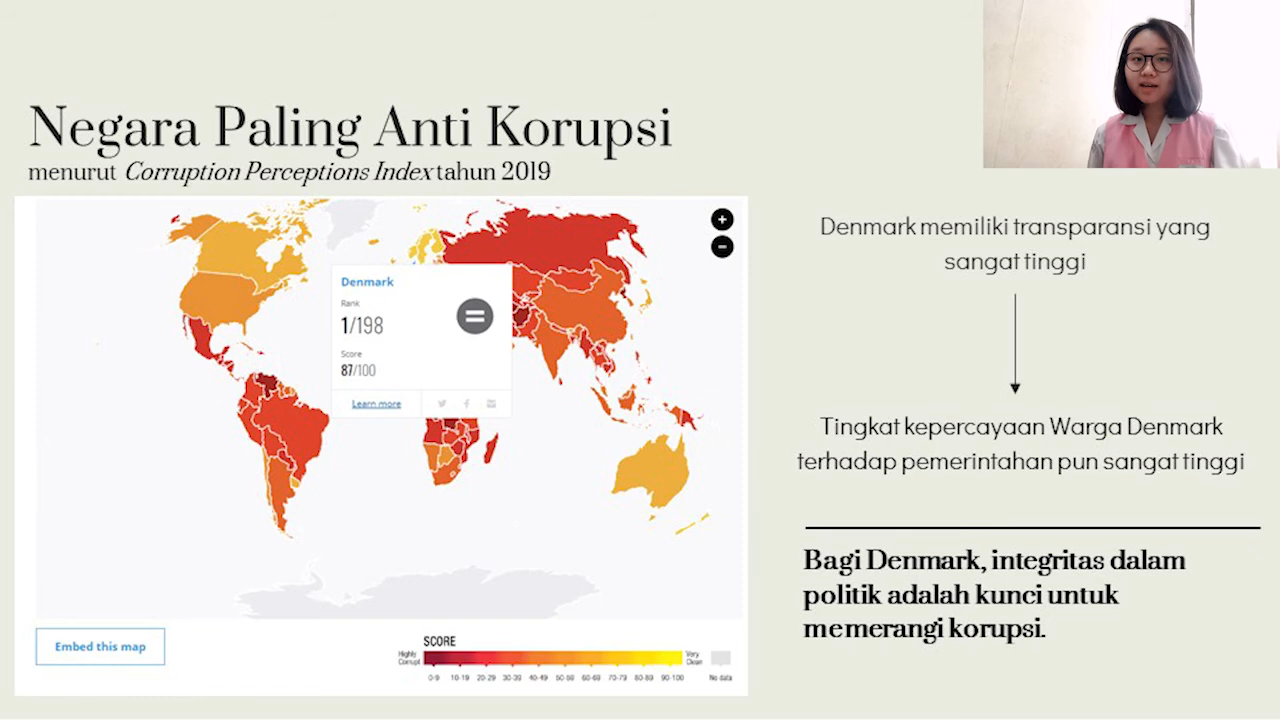 Negara Paling Anti Korupsi
menurut Corruption Perceptions Index tahun 2019
Denmark
Rank
1/198
Score
87/100
Learn more
Embed this map
SCORE
Highly
Corrupt
Very
Clean
0-9 10-19 20-29 30-39 40-49 50-59 60-69 70-79 80-89 90-100 No data
Denmark memiliki transparansi yang
sangat tinggi
Tingkat kepercayaan Warga Denmark
terhadap pemerintahan pun sangat tinggi
Bagi Denmark, integritas dalam
politik adalah kunci untuk
memerangi korupsi.